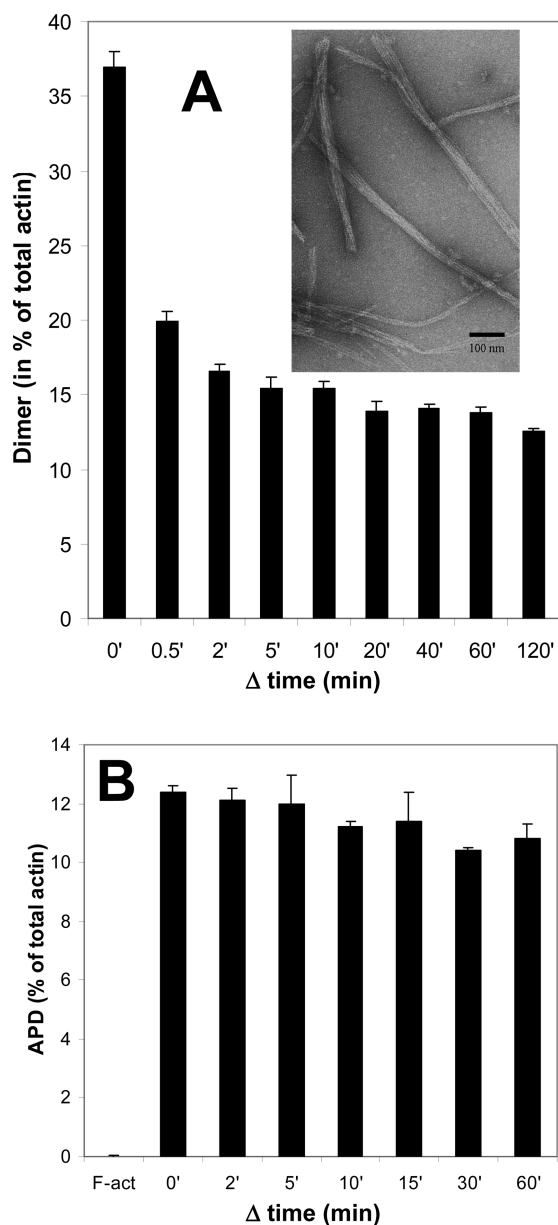 40
35
30
25
20
15
10
5
0
Dimer (in % of total actin)
A
100 nm
0' 0.5' 2' 5' 10' 20' 40' 60' 120'
Δ time (min)
14
12
10
8
6
4
2
0
APD (% of total actin)
B
F-act 0' 2' 5' 10' 15' 30' 60'
Δ time (min)